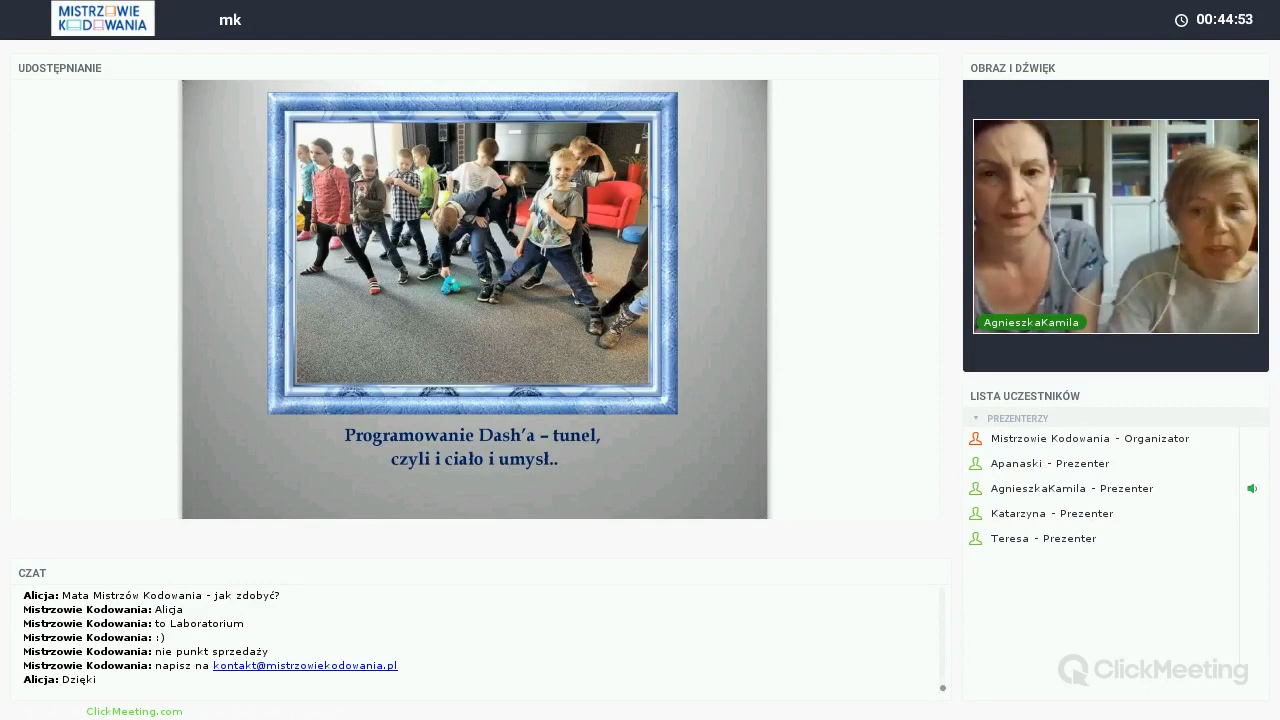 MISTRZOWIE
KODOWANIA
mk
00:44:53
UDOSTĘPNIANIE
Programowanie Dash'a – tunel,
czyli i ciało i umysł..
OBRAZ I DŹWIĘK
AgnieszkaKamila
LISTA UCZESTNIKÓW
PREZENTERZY
Mistrzowie Kodowania - Organizator
Apanaski - Prezenter
AgnieszkaKamila - Prezenter
Katarzyna - Prezenter
Teresa - Prezenter
ClickMeeting
CZAT
Alicja: Mata Mistrzów Kodowania - jak zdobyć?
Mistrzowie Kodowania: Alicja
Mistrzowie Kodowania: to Laboratorium
Mistrzowie Kodowania: :)
Mistrzowie Kodowania: nie punkt sprzedaży
Mistrzowie Kodowania: napisz na kontakt@mistrzowiekodowania.pl
Alicja: Dzięki
ClickMeeting.com